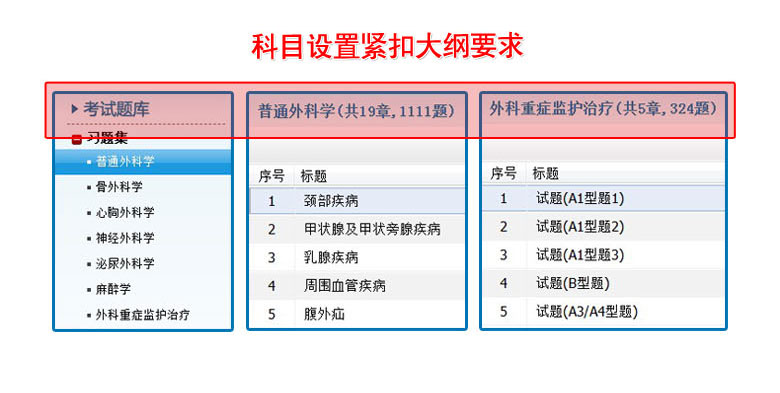 科目设置紧扣大纲要求
考试题库
习题集
普通外科学
骨外科学
心胸外科学
神经外科学
泌尿外科学
麻醉学
外科重症监护治疗
普通外科学(共19章,1111题)
序号 标题
1 颈部疾病
2 甲状腺及甲状旁腺疾病
3 乳腺疾病
4 周围血管疾病
5 腹外疝
外科重症监护治疗(共5章,324题)
序号 标题
1 试题(A1型题1)
2 试题(A1型题2)
3 试题(A1型题3)
4 试题(B型题)
5 试题(A3/A4型题)